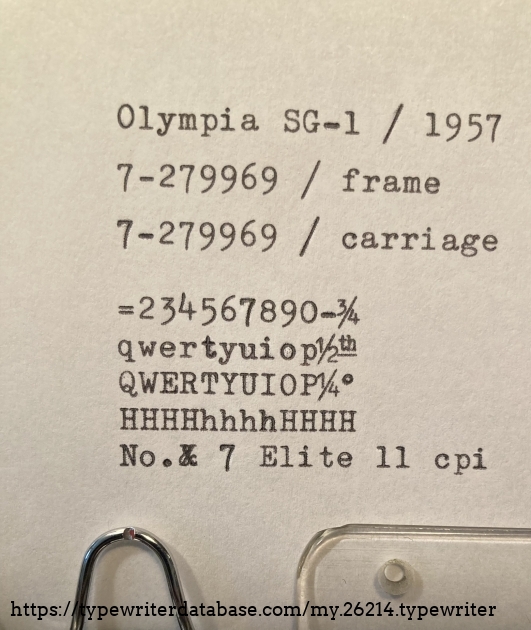 Olympia SG-1 / 1957
7-279969 / frame
7-279969 / carriage
=234567890-¾
qwertyuiop½th
QWERTYUIOP¼º
HHHHhhhhHHHH
No. 7 Elite 11 cpi
https://typewriterdatabase.com/my.26214.typewriter